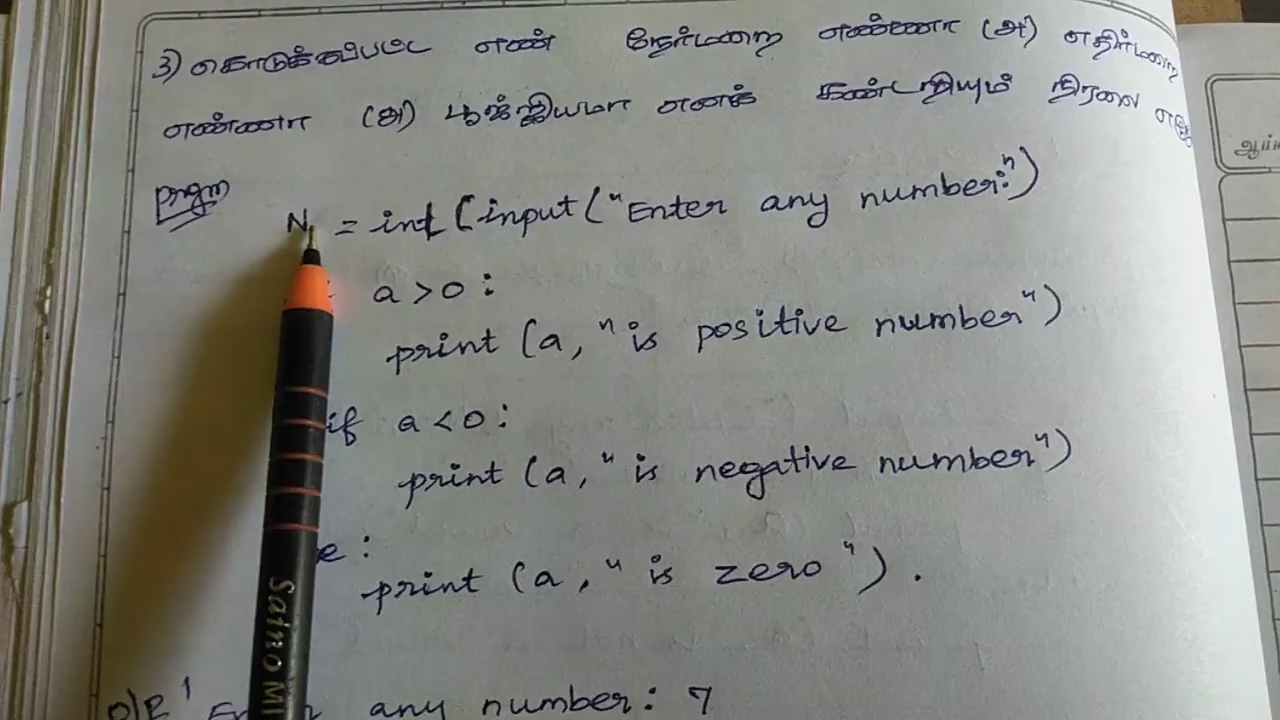 3) கொடுக்கப்பட்ட எண் நேர்மறை எண்ணா (அ) எதிர்மறை
எண்ணா (அ) பூஜ்ஜியமா எனக் கண்டறியும் நிரலை
Prgm
N = int (input ("Enter any number:")
a > 0 :
print (a, " is positive number")
if a < 0 :
print (a, " is negative number")
e :
print (a, " is zero ") .
O/P ' any number : 7
Satno